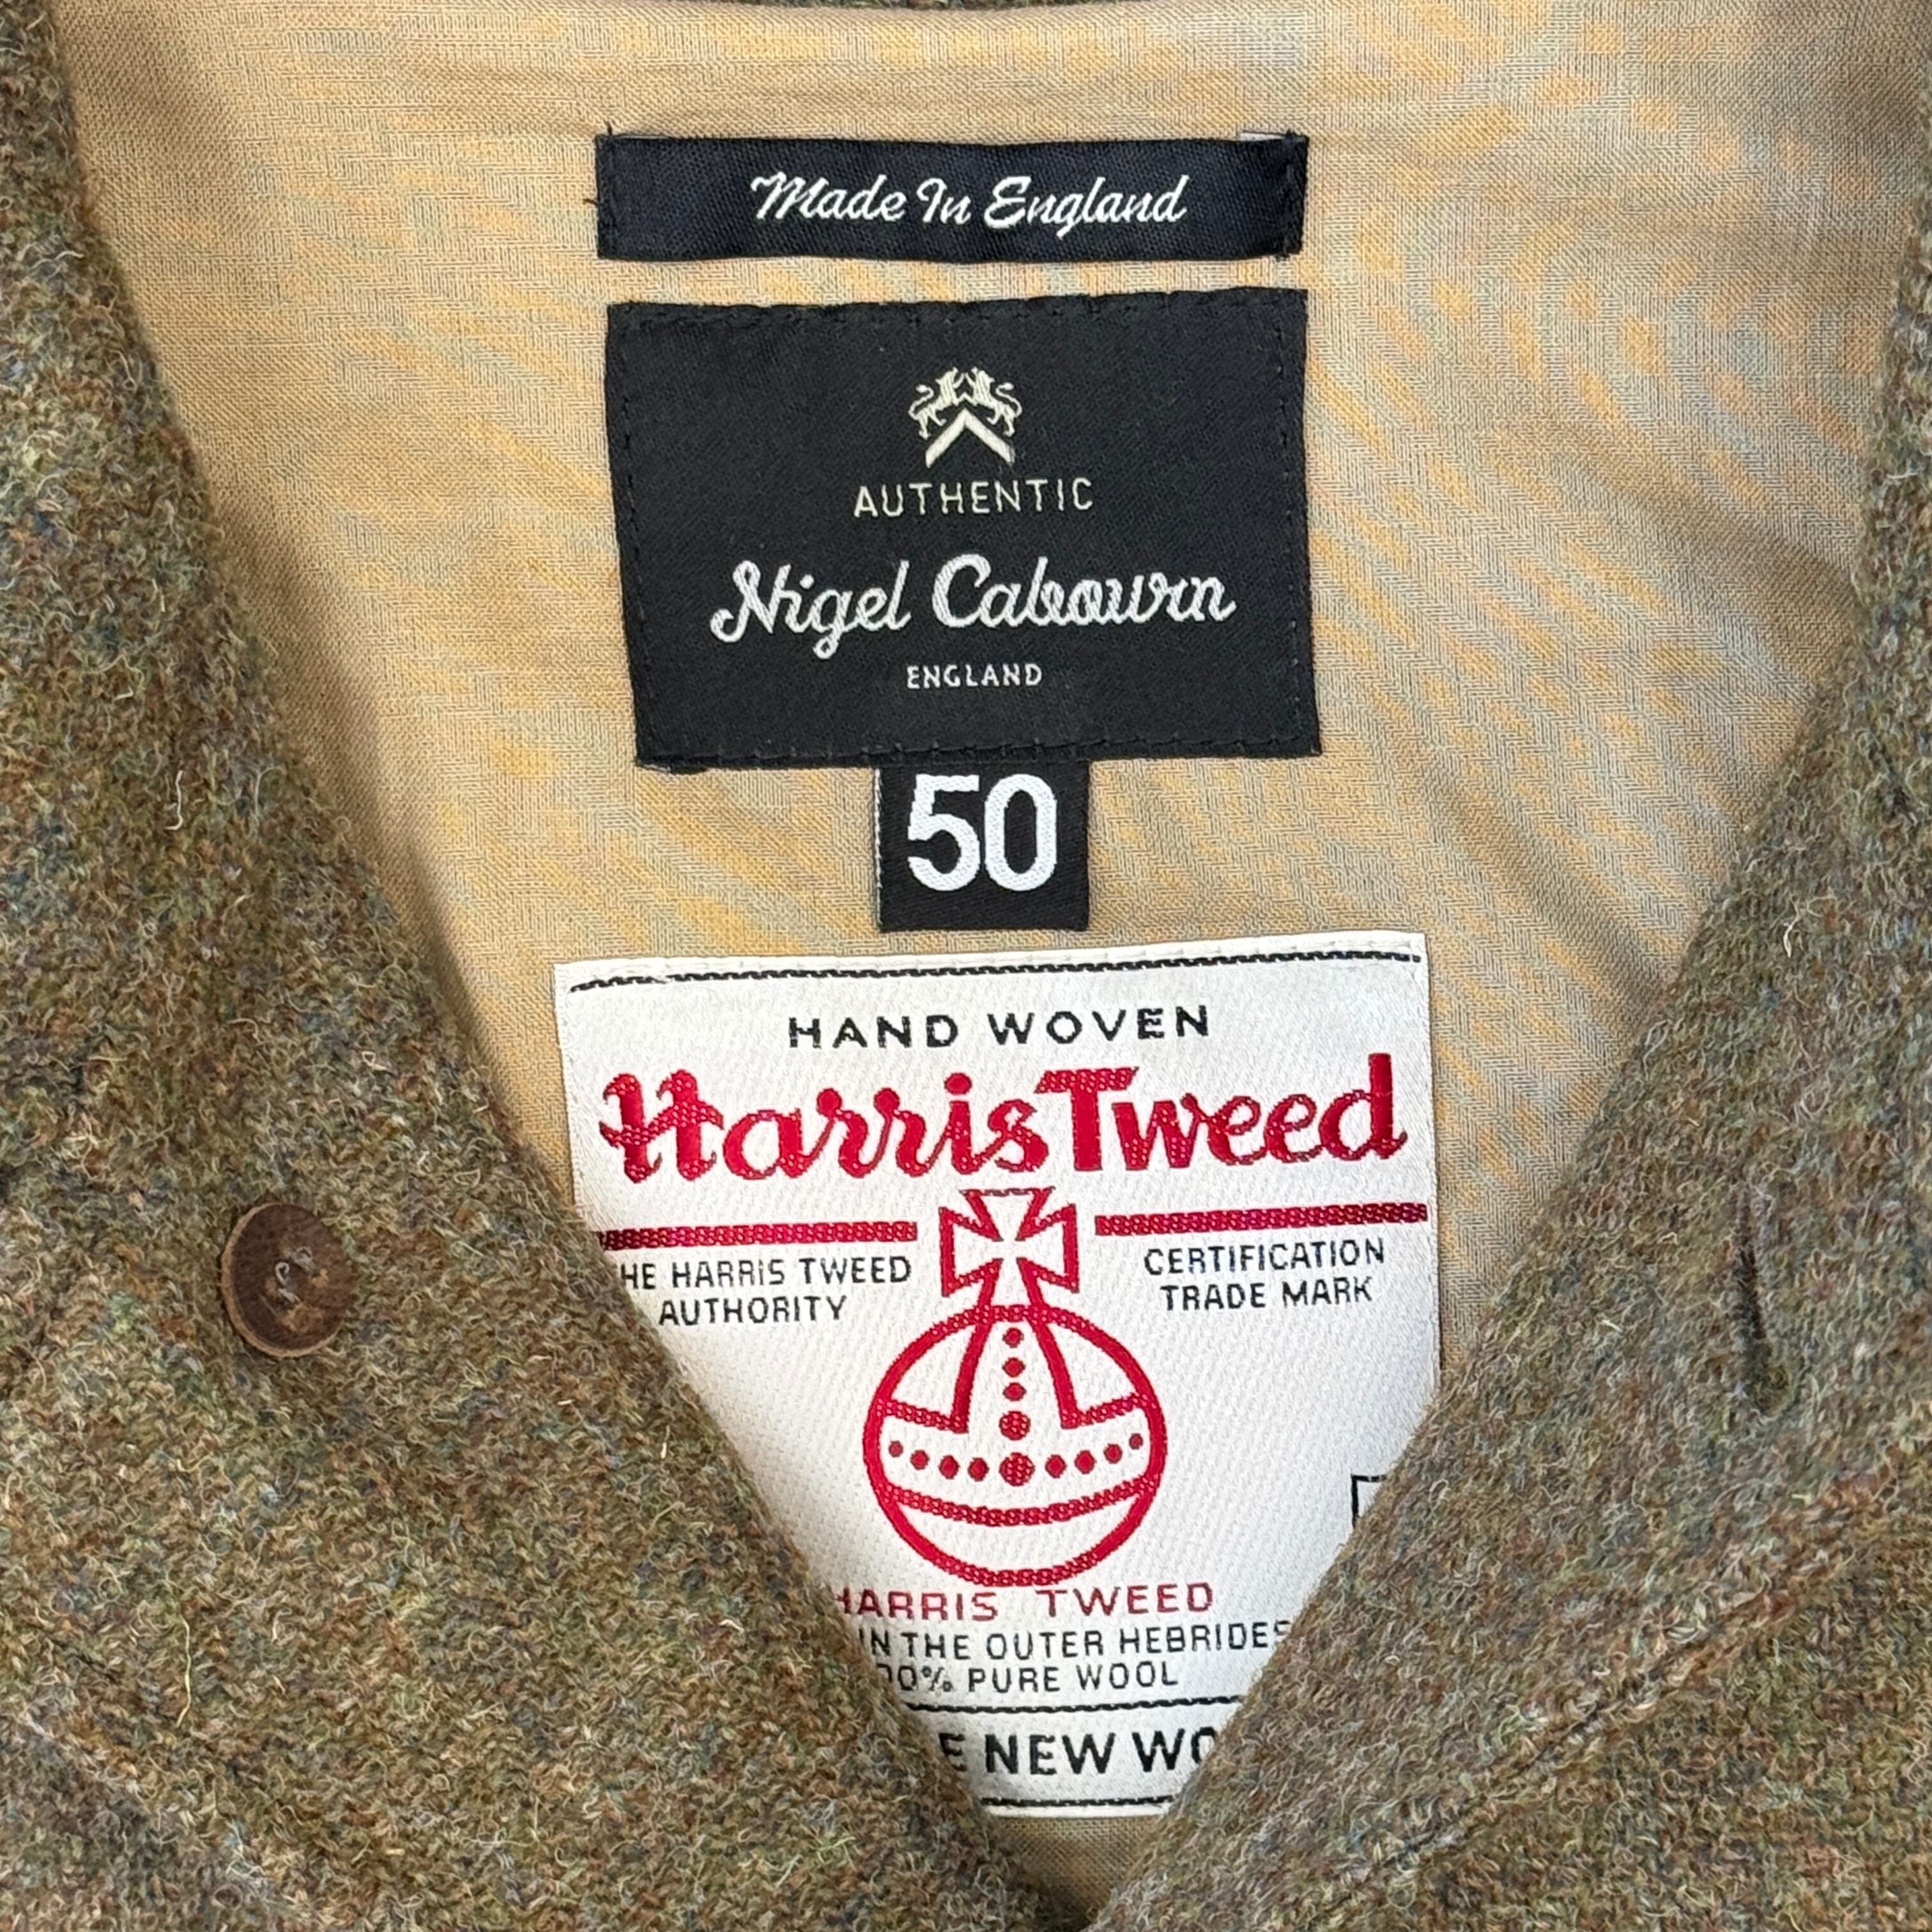 Made In England
AUTHENTIC
Nigel Cabourn
ENGLAND
50
HAND WOVEN
Harris Tweed
HE HARRIS TWEED
AUTHORITY
CERTIFICATION
TRADE MARK
HARRIS TWEED
IN THE OUTER HEBRIDES
00% PURE WOOL
E NEW WO